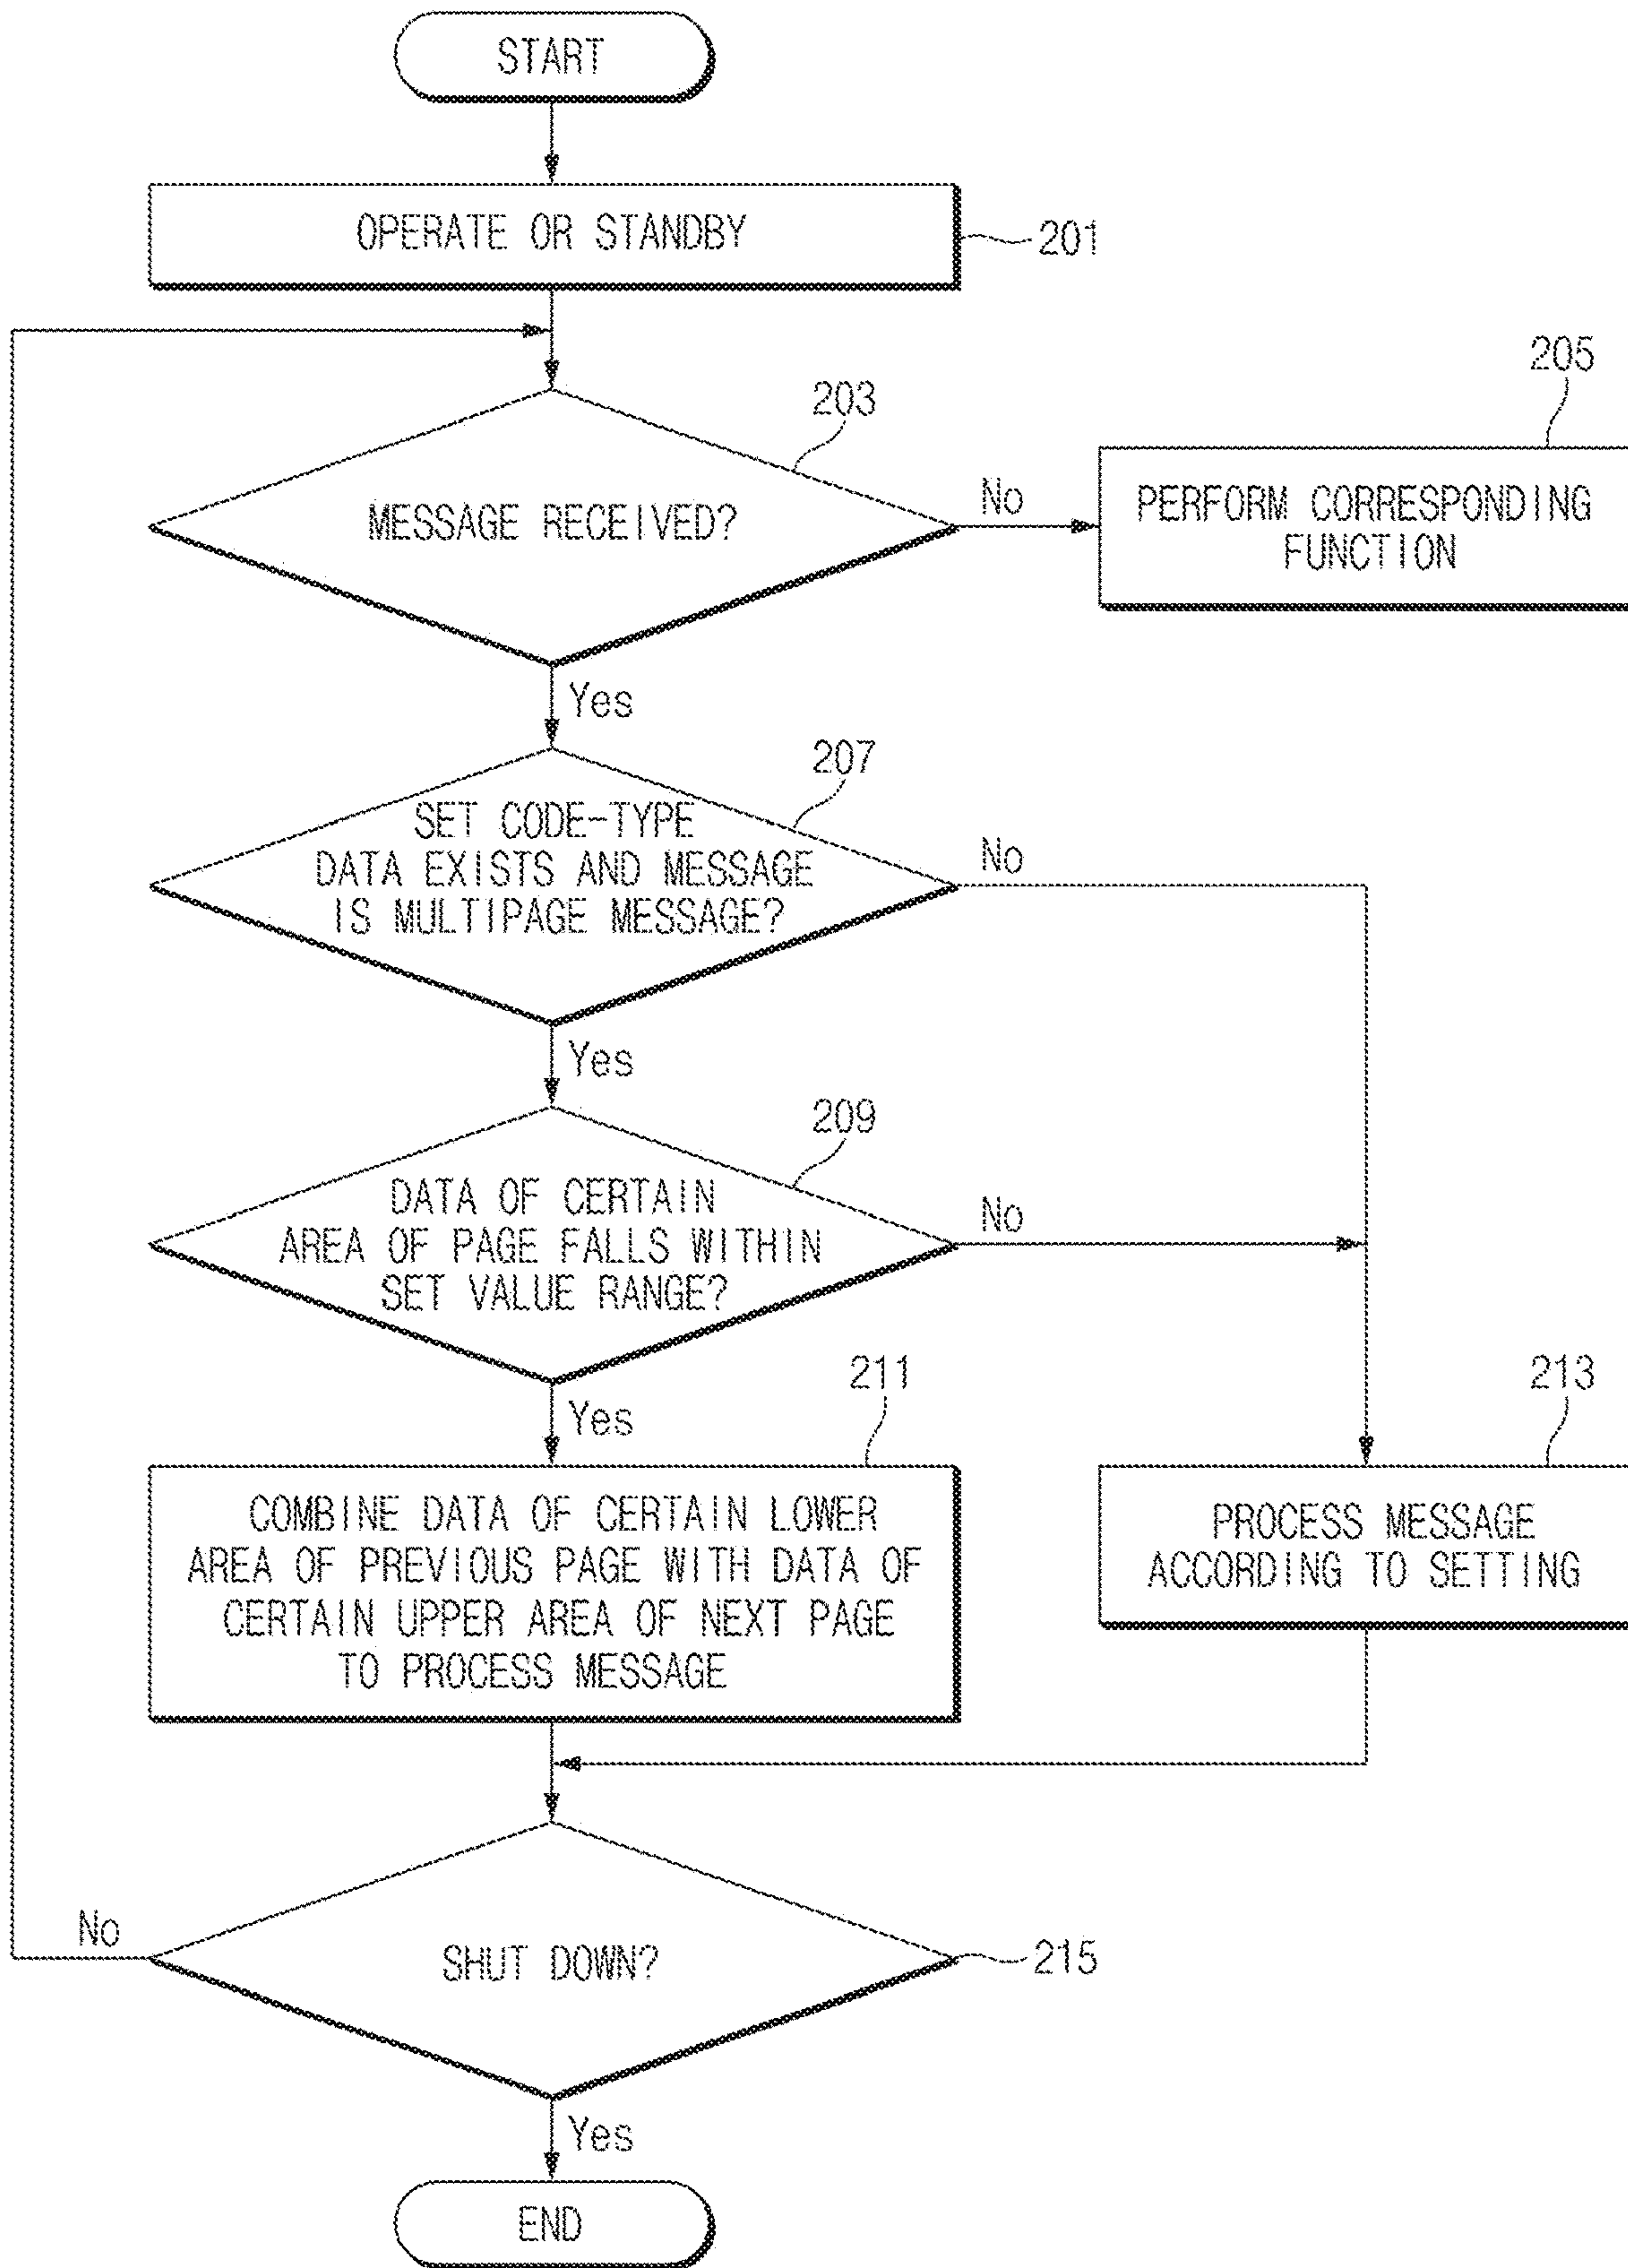 START
OPERATE OR STANDBY
201
203
MESSAGE RECEIVED?
No
205
PERFORM CORRESPONDING
FUNCTION
Yes
207
SET CODE-TYPE
DATA EXISTS AND MESSAGE
IS MULTIPAGE MESSAGE?
No
Yes
209
DATA OF CERTAIN
AREA OF PAGE FALLS WITHIN
SET VALUE RANGE?
No
Yes
211
COMBINE DATA OF CERTAIN LOWER
AREA OF PREVIOUS PAGE WITH DATA OF
CERTAIN UPPER AREA OF NEXT PAGE
TO PROCESS MESSAGE
213
PROCESS MESSAGE
ACCORDING TO SETTING
No
SHUT DOWN?
215
Yes
END